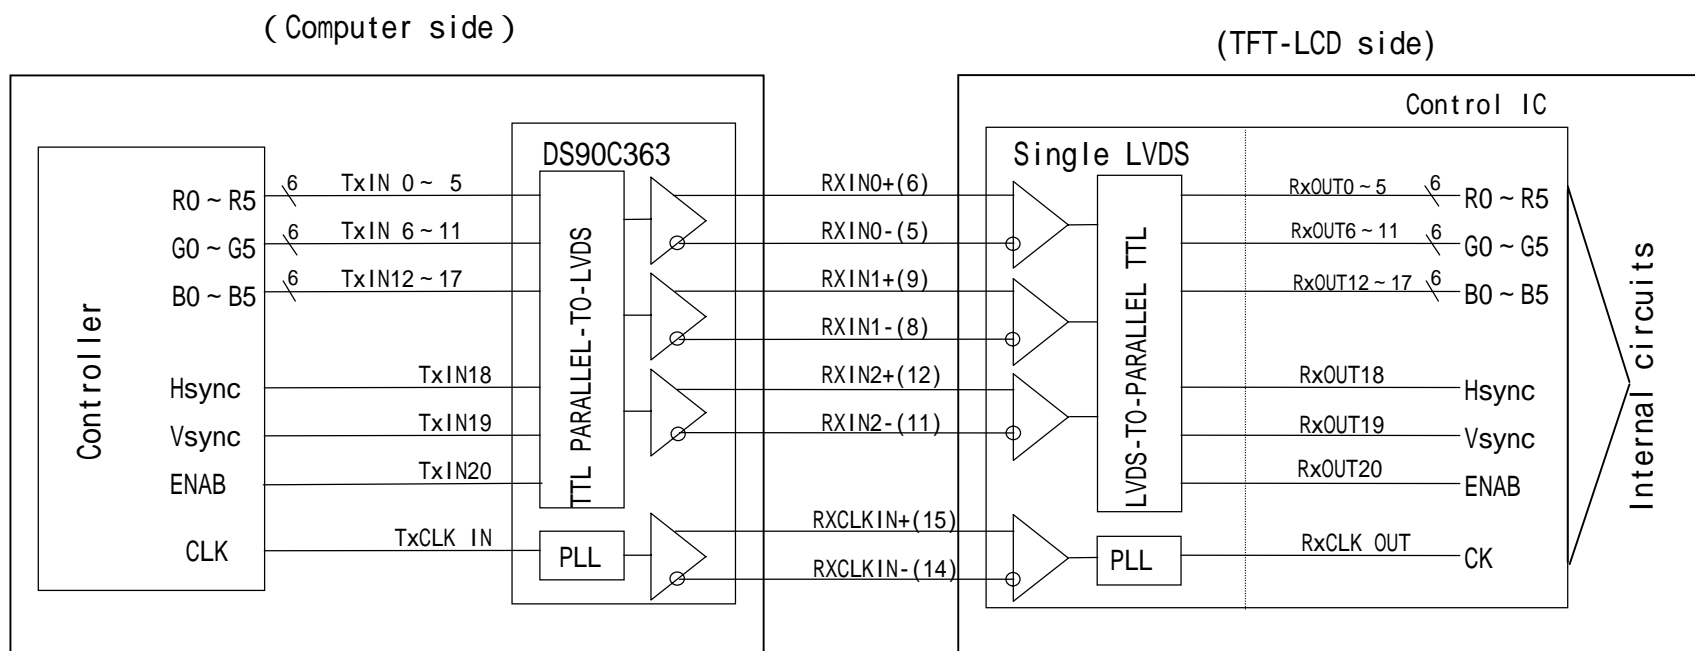 (Computer side)
(TFT-LCD side)
Control IC
DS90C363
Single LVDS
Controller
R0~R5
6
TxIN 0~ 5
G0~G5
6
TxIN 6~11
B0~B5
6
TxIN12~17
Hsync
TxIN18
Vsync
TxIN19
ENAB
TxIN20
CLK
TxCLK IN
TTL PARALLEL-TO-LVDS
PLL
RXIN0+(6)
RXIN0-(5)
RXIN1+(9)
RXIN1-(8)
RXIN2+(12)
RXIN2-(11)
RXCLKIN+(15)
RXCLKIN-(14)
LVDS-TO-PARALLEL TTL
PLL
RxOUT0~5
6
R0~R5
RxOUT6~11
6
G0~G5
RxOUT12~17
6
B0~B5
RxOUT18
Hsync
RxOUT19
Vsync
RxOUT20
ENAB
RxCLK OUT
CK
Internal circuits